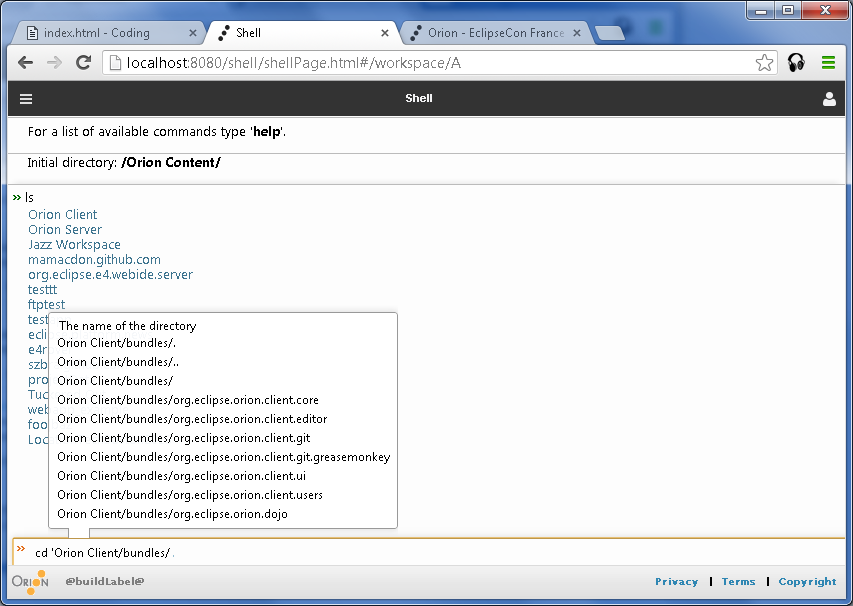 index.html - Coding
Shell
Orion - EclipseCon France
localhost:8080/shell/shellPage.html#/workspace/A
Shell
For a list of available commands type 'help'.
Initial directory: /Orion Content/
» ls
Orion Client
Orion Server
Jazz Workspace
mamacdon.github.com
org.eclipse.e4.webide.server
testtt
ftptest
test
ecli
e4r
szb
pro
Tuc
web
foo
Loc
The name of the directory
Orion Client/bundles/.
Orion Client/bundles/..
Orion Client/bundles/
Orion Client/bundles/org.eclipse.orion.client.core
Orion Client/bundles/org.eclipse.orion.client.editor
Orion Client/bundles/org.eclipse.orion.client.git
Orion Client/bundles/org.eclipse.orion.client.git.greasemonkey
Orion Client/bundles/org.eclipse.orion.client.ui
Orion Client/bundles/org.eclipse.orion.client.users
Orion Client/bundles/org.eclipse.orion.dojo
» cd 'Orion Client/bundles/.
ORION @buildLabel@ Privacy | Terms | Copyright